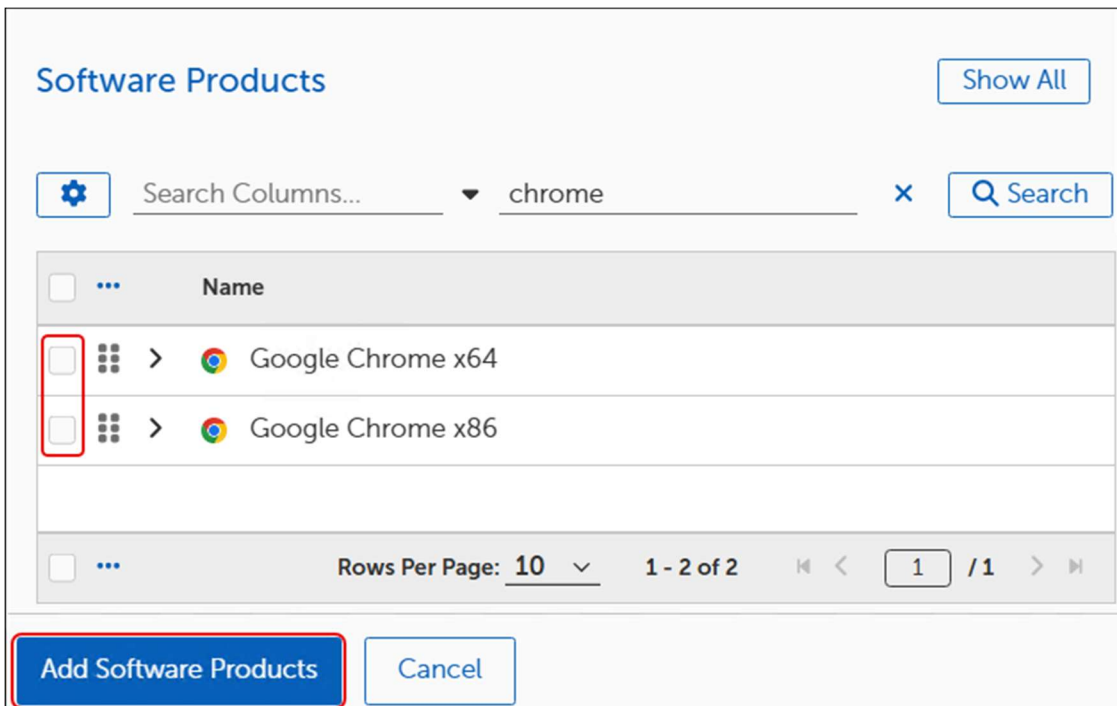 Software Products
Show All
Search Columns... chrome Search
Name
Google Chrome x64
Google Chrome x86
Rows Per Page: 10 1 - 2 of 2 1 / 1
Add Software Products Cancel